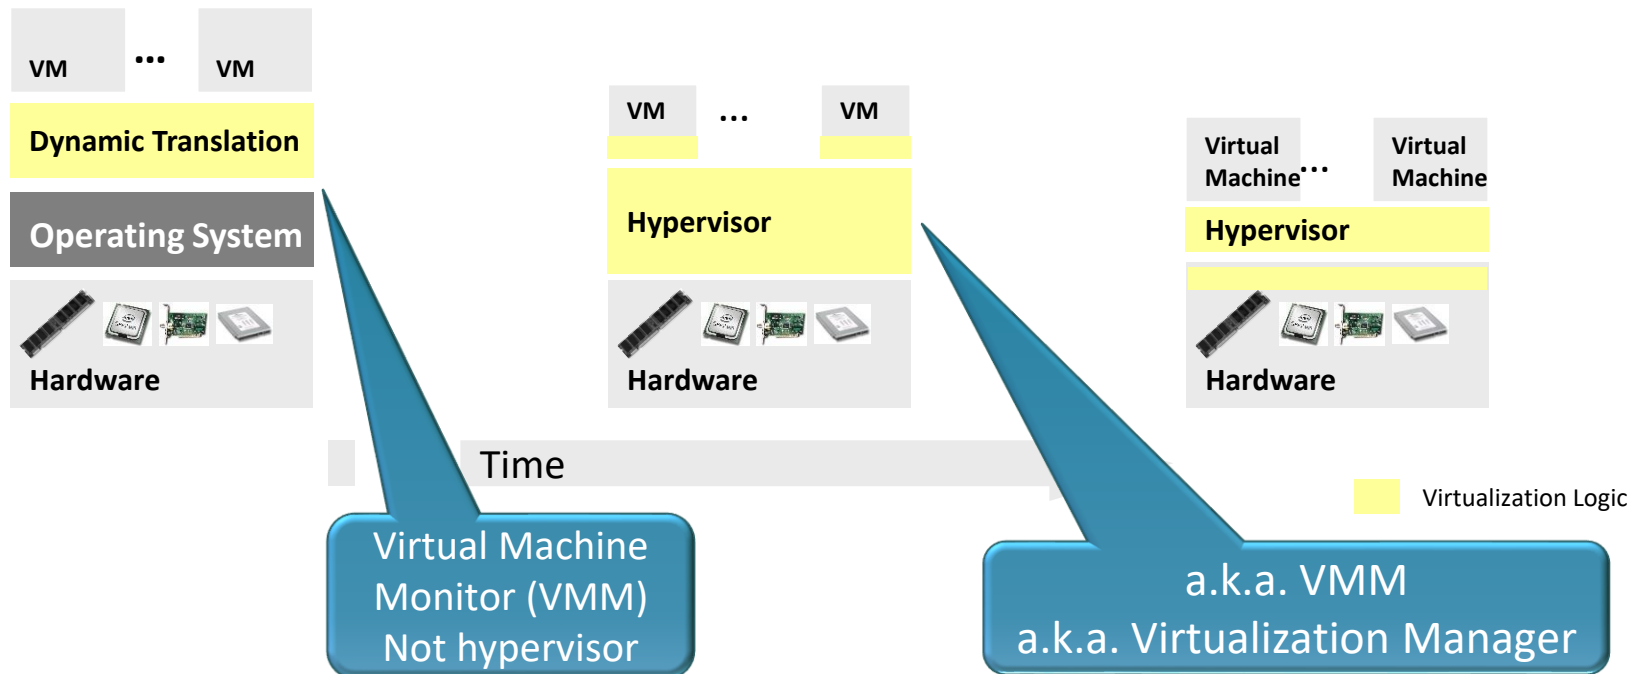 VM
...
VM
Dynamic Translation
Operating System
Hardware
VM
...
VM
Hypervisor
Hardware
Virtual
Machine
...
Virtual
Machine
Hypervisor
Hardware
Time
Virtualization Logic
Virtual Machine
Monitor (VMM)
Not hypervisor
a.k.a. VMM
a.k.a. Virtualization Manager